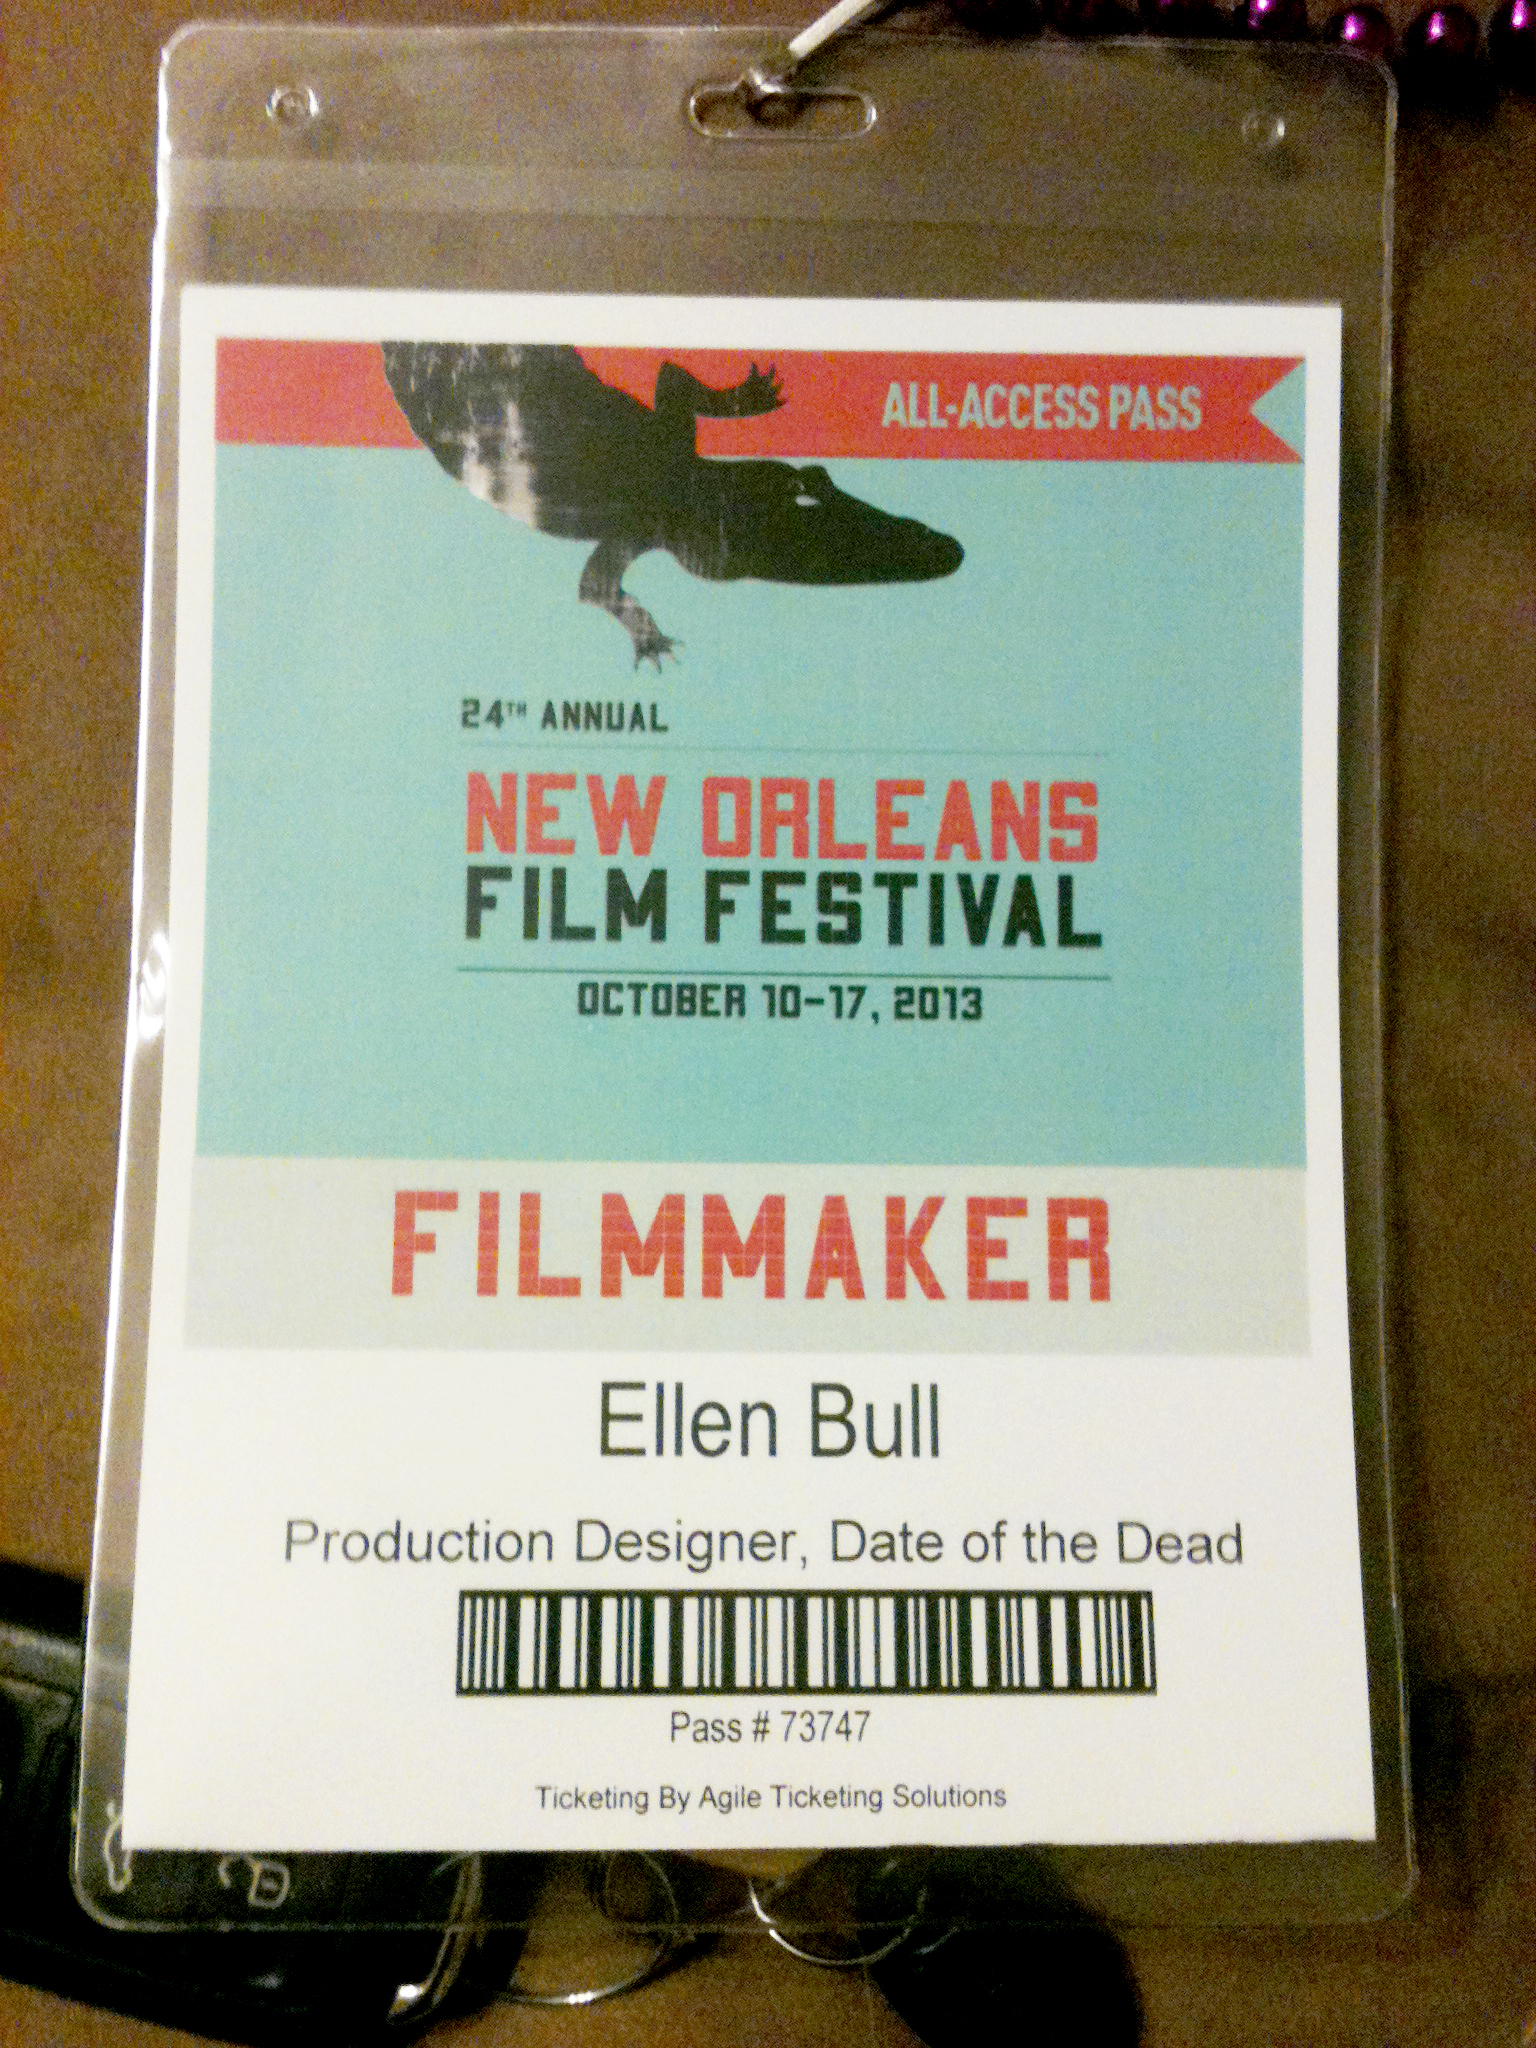 ALL-ACCESS PASS
24TH ANNUAL
NEW ORLEANS
FILM FESTIVAL
OCTOBER 10-17, 2013
FILMMAKER
Ellen Bull
Production Designer, Date of the Dead
Pass # 73747
Ticketing By Agile Ticketing Solutions